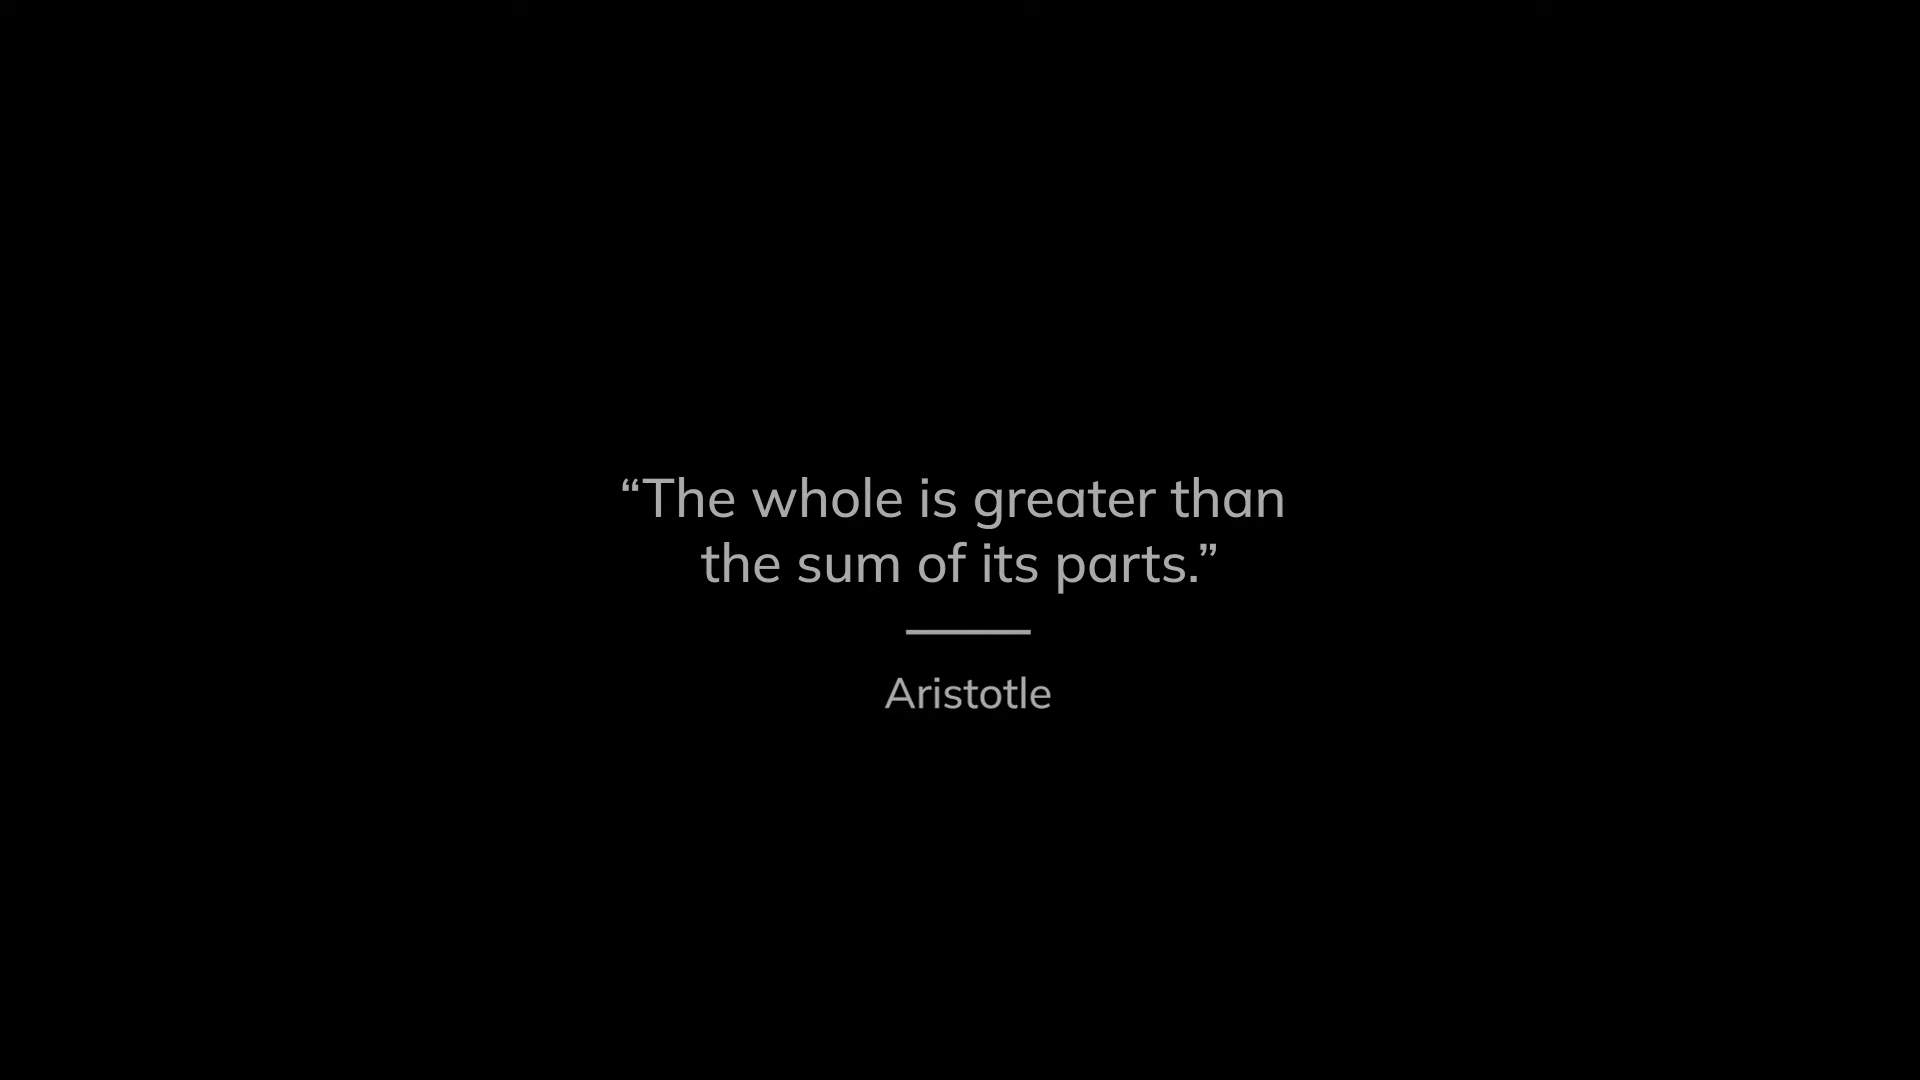 “The whole is greater than
the sum of its parts.”
Aristotle